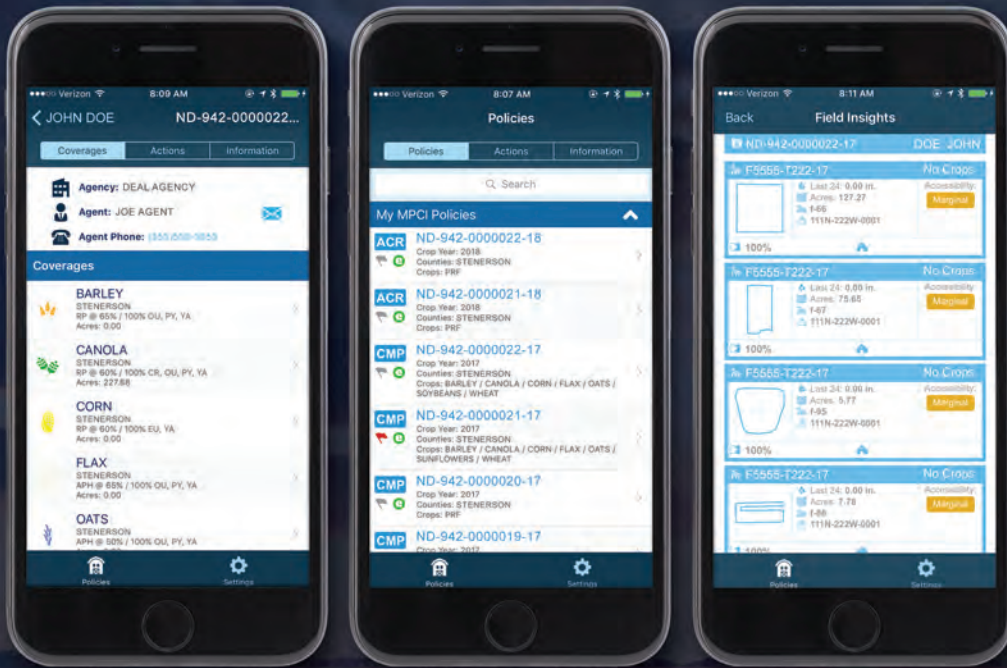 Verizon
8:09 AM
JOHN DOE
ND-942-0000022...
Coverages
Actions
Information
Agency: DEAL AGENCY
Agent: JOE AGENT
Agent Phone: (555)555-5555
Coverages
BARLEY
STENERSON
RP @ 65% / 100% OU, PY, YA
Acres: 0.00
CANOLA
STENERSON
RP @ 60% / 100% CR, OU, PY, YA
Acres: 227.68
CORN
STENERSON
RP @ 60% / 100% EU, YA
Acres: 0.00
FLAX
STENERSON
APH @ 65% / 100% OU, PY, YA
Acres: 0.00
OATS
STENERSON
APH @ 50% / 100% OU, PY, YA
Policies
Settings
Verizon
8:07 AM
Policies
Policies
Actions
Information
Search
My MPCI Policies
ACR
ND-942-0000022-18
Crop Year: 2018
Counties: STENERSON
Crops: PRF
ACR
ND-942-0000021-18
Crop Year: 2018
Counties: STENERSON
Crops: PRF
CMP
ND-942-0000022-17
Crop Year: 2017
Counties: STENERSON
Crops: BARLEY / CANOLA / CORN / FLAX / OATS /
SOYBEANS / WHEAT
CMP
ND-942-0000021-17
Crop Year: 2017
Counties: STENERSON
Crops: BARLEY / CANOLA / CORN / FLAX / OATS /
SUNFLOWERS / WHEAT
CMP
ND-942-0000020-17
Crop Year: 2017
Counties: STENERSON
Crops: PRF
CMP
ND-942-0000019-17
Crop Year: 2017
Policies
Settings
Verizon
8:11 AM
Back
Field Insights
ND-942-0000022-17
DOE, JOHN
F5555-T222-17
No Crops
Last 24: 0.00 in.
Acres: 127.27
f-66
111N-222W-0001
Accessibility:
Marginal
100%
F5555-T222-17
No Crops
Last 24: 0.00 in.
Acres: 75.65
f-67
111N-222W-0001
Accessibility:
Marginal
100%
F5555-T222-17
No Crops
Last 24: 0.00 in.
Acres: 5.77
f-95
111N-222W-0001
Accessibility:
Marginal
100%
F5555-T222-17
No Crops
Last 24: 0.00 in.
Acres: 7.78
111N-222W-0001
Accessibility:
Marginal
100%
Policies
Settings